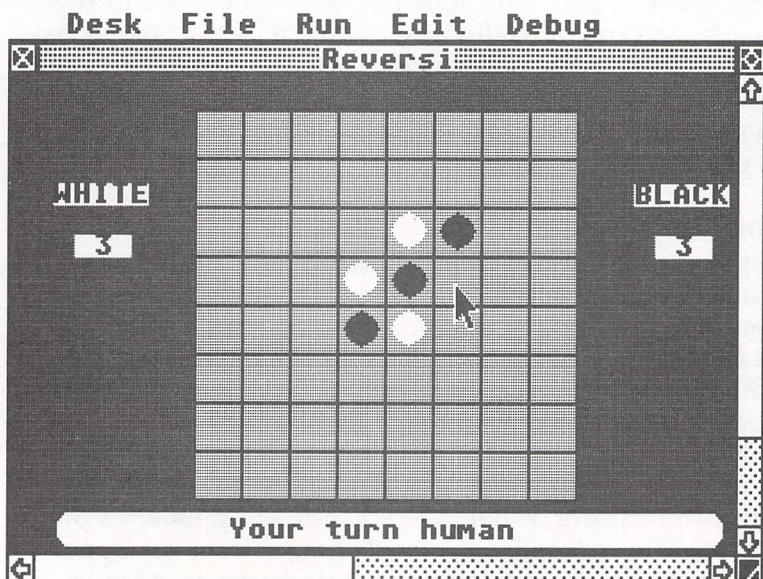 Desk File Run Edit Debug
Reversi
WHITE
BLACK
3
3
Your turn human